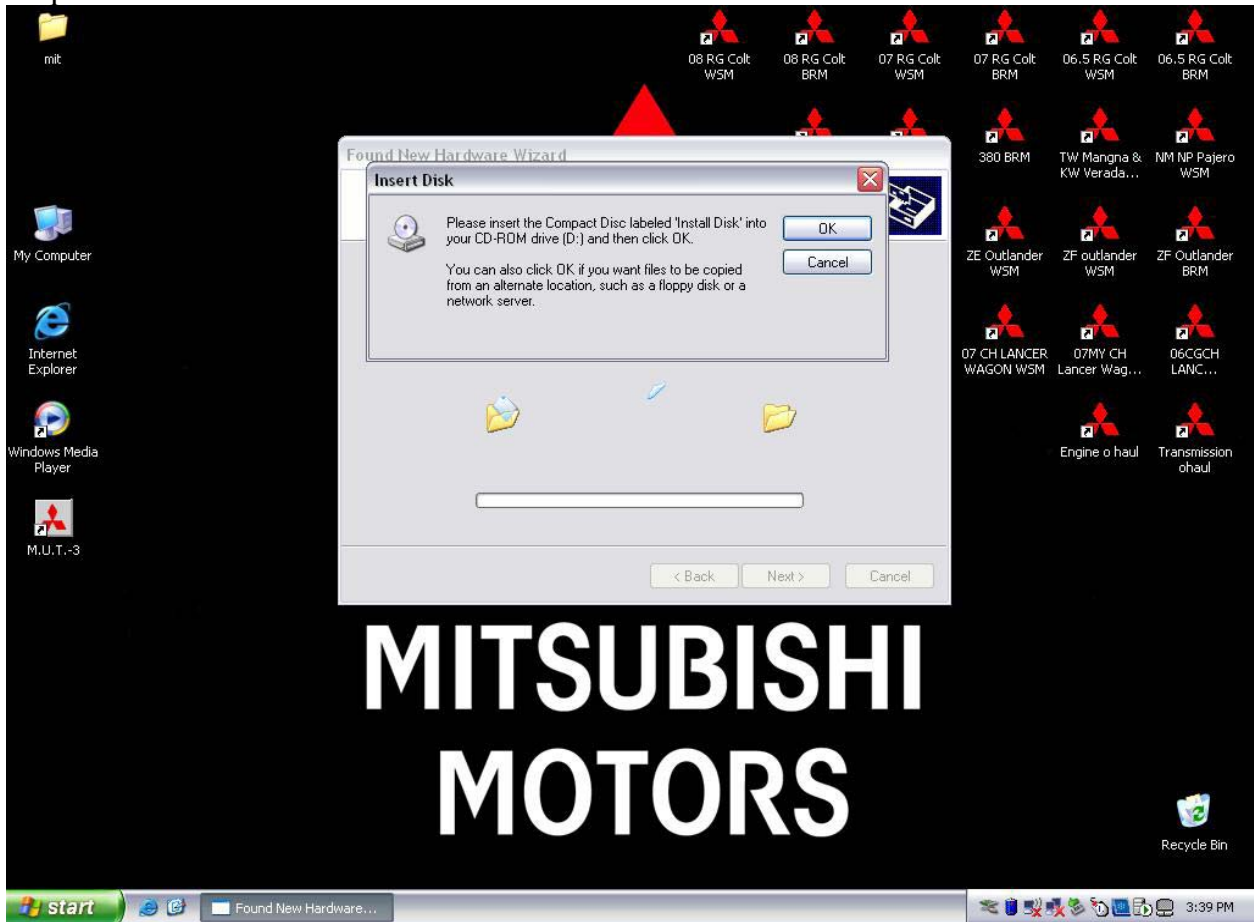 mit
08 RG Colt
WSM
08 RG Colt
BRM
07 RG Colt
WSM
07 RG Colt
BRM
06.5 RG Colt
WSM
06.5 RG Colt
BRM
380 BRM
TW Mangna &
KW Verada...
NM NP Pajero
WSM
Found New Hardware Wizard
Insert Disk
Please insert the Compact Disc labeled 'Install Disk' into
your CD-ROM drive (D:) and then click OK.
You can also click OK if you want files to be copied
from an alternate location, such as a floppy disk or a
network server.
OK
Cancel
My Computer
ZE Outlander
WSM
ZF outlander
WSM
ZF Outlander
BRM
Internet
Explorer
07 CH LANCER
WAGON WSM
07MY CH
Lancer Wag...
06CGCH
LANC...
Windows Media
Player
Engine o haul
Transmission
ohaul
M.U.T.-3
< Back
Next >
Cancel
MITSUBISHI
MOTORS
Recycle Bin
start
Found New Hardware...
3:39 PM